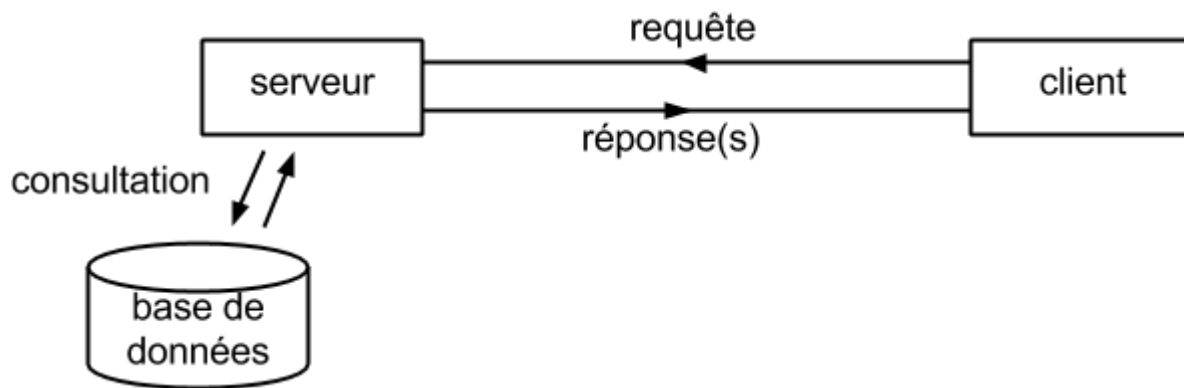 requête
serveur
client
réponse(s)
consultation
base de
données